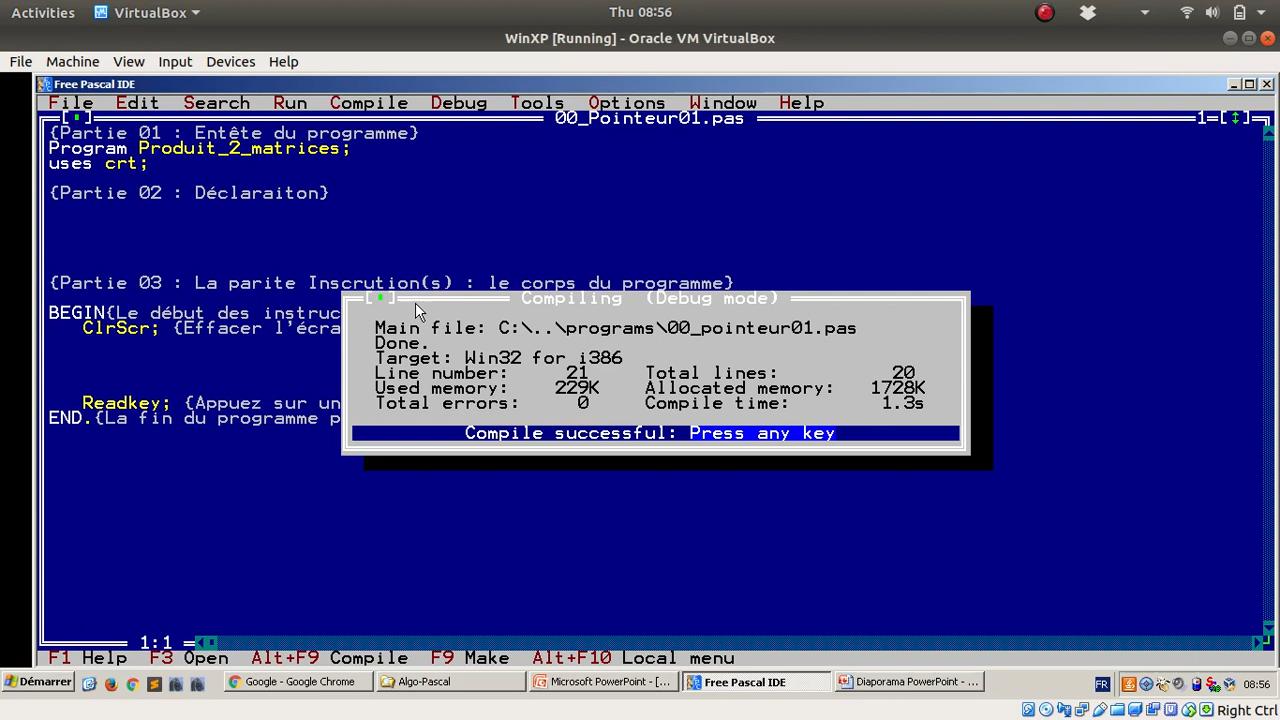 Activities VirtualBox Thu 08:56
WinXP [Running] - Oracle VM VirtualBox
File Machine View Input Devices Help
Free Pascal IDE
File Edit Search Run Compile Debug Tools Options Window Help
00_Pointeur01.pas 1
{Partie 01 : Entête du programme}
Program Produit_2_matrices;
uses crt;
{Partie 02 : Déclaraiton}
{Partie 03 : La parite Inscrution(s) : le corps du programme}
BEGIN{Le début des instruc
ClrScr; {Effacer l'écra
Readkey; {Appuez sur un
END.{La fin du programme p
Compiling (Debug mode)
Main file: C:\..\programs\00_pointeur01.pas
Done.
Target: Win32 for i386
Line number: 21 Total lines: 20
Used memory: 229K Allocated memory: 1728K
Total errors: 0 Compile time: 1.3s
Compile successful: Press any key
1:1
F1 Help F3 Open Alt+F9 Compile F9 Make Alt+F10 Local menu
Démarrer Google - Google Chrome Algo-Pascal Microsoft PowerPoint - [... Free Pascal IDE Diaporama PowerPoint - ... FR 08:56
Right Ctrl